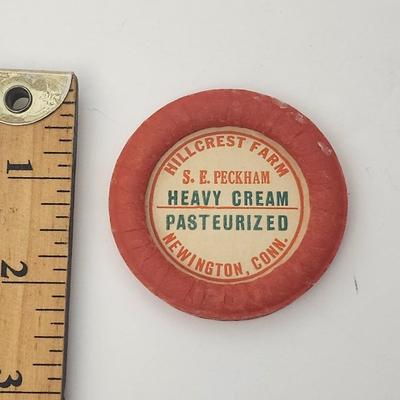 HILLCREST FARM
S. E. PECKHAM
HEAVY CREAM
PASTEURIZED
NEWINGTON, CONN.
1
2
3